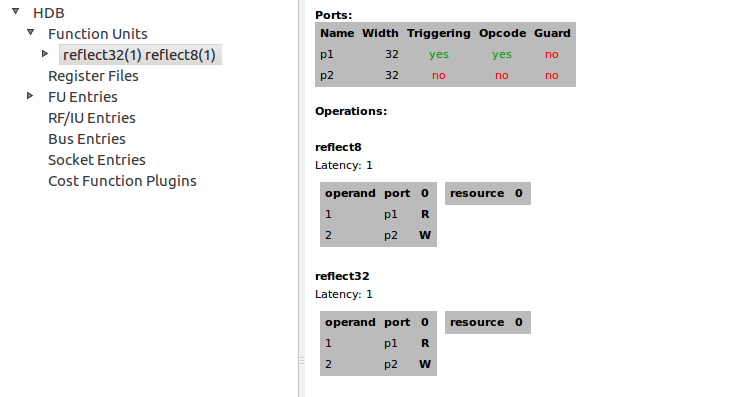 HDB
Function Units
reflect32(1) reflect8(1)
Register Files
FU Entries
RF/IU Entries
Bus Entries
Socket Entries
Cost Function Plugins
Ports:
Name Width Triggering Opcode Guard
p1 32 yes yes no
p2 32 no no no
Operations:
reflect8
Latency: 1
operand port 0 resource 0
1 p1 R
2 p2 W
reflect32
Latency: 1
operand port 0 resource 0
1 p1 R
2 p2 W